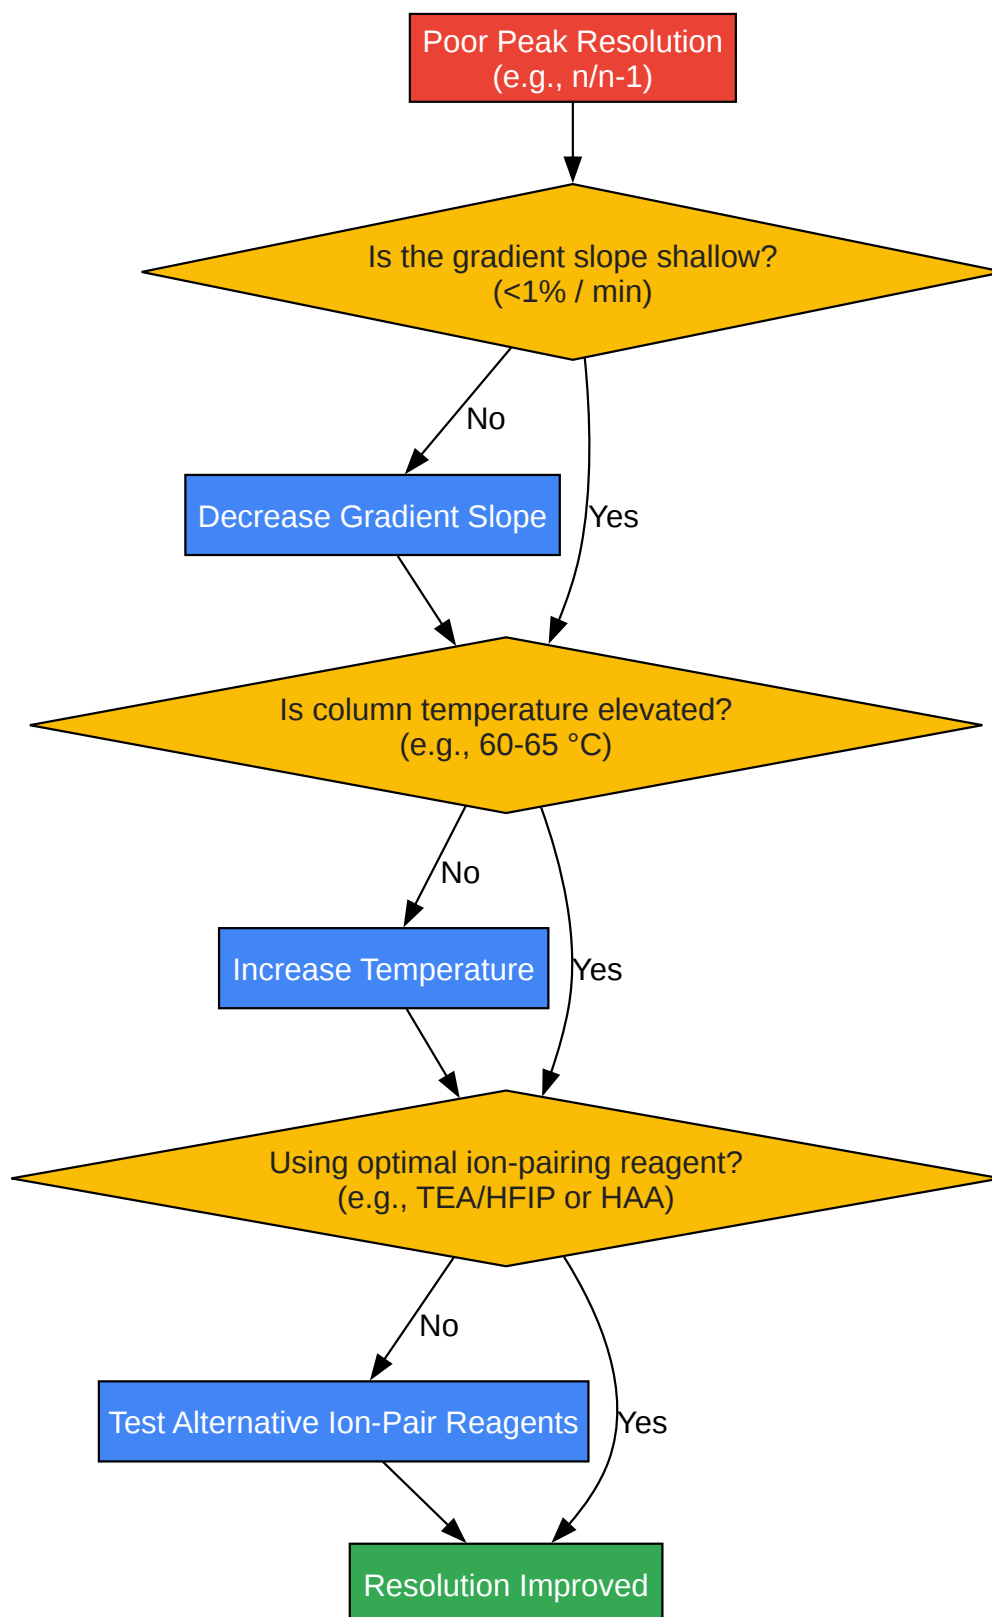 Poor Peak Resolution
(e.g., n/n-1)
Is the gradient slope shallow?
(<1% / min)
No
Decrease Gradient Slope
Yes
Is column temperature elevated?
(e.g., 60-65 °C)
No
Increase Temperature
Yes
Using optimal ion-pairing reagent?
(e.g., TEA/HFIP or HAA)
No
Test Alternative Ion-Pair Reagents
Yes
Resolution Improved